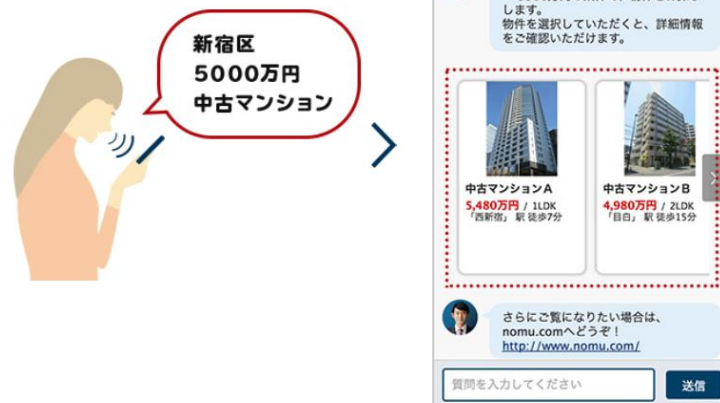 新宿区
5000万円
中古マンション
します。
物件を選択していただくと、詳細情報
をご確認いただけます。
中古マンションA
5,480万円 / 1LDK
「西新宿」 駅 徒歩7分
中古マンションB
4,980万円 / 2LDK
「目白」 駅 徒歩15分
さらにご覧になりたい場合は、
nomu.comへどうぞ！
http://www.nomu.com/
質問を入力してください
送信